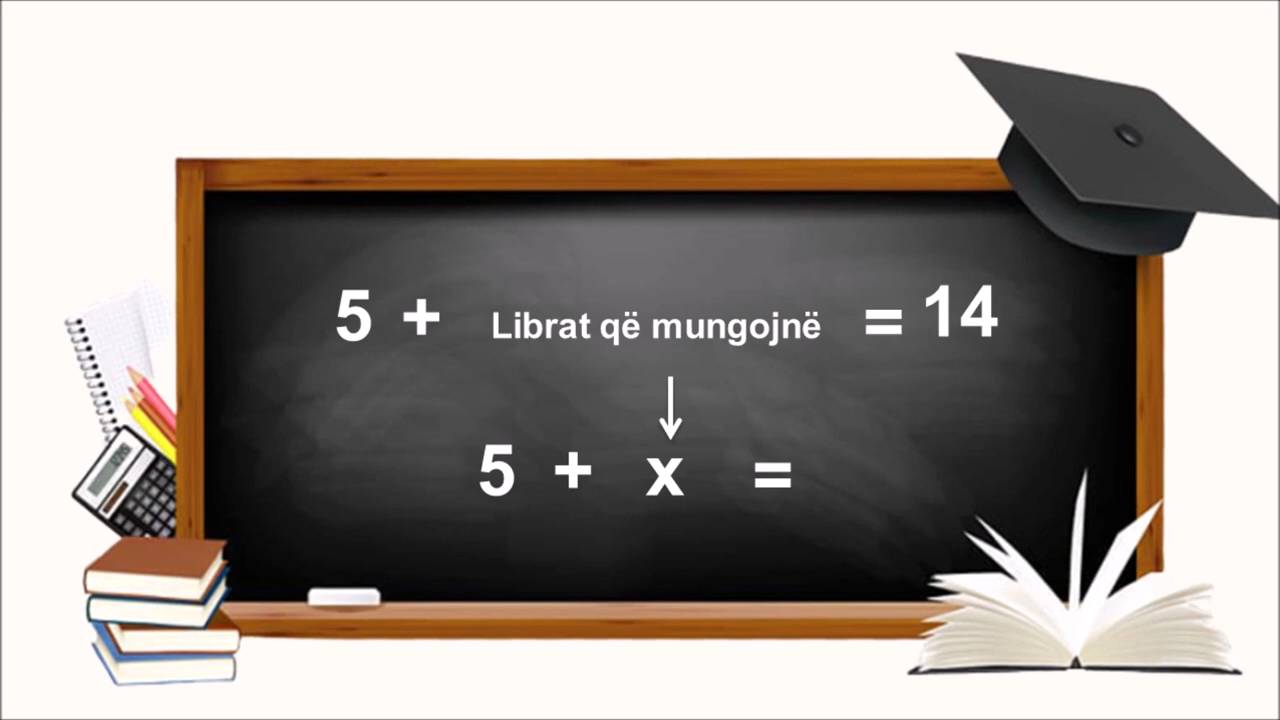 5 + Librat që mungojnë = 14
5 + x =